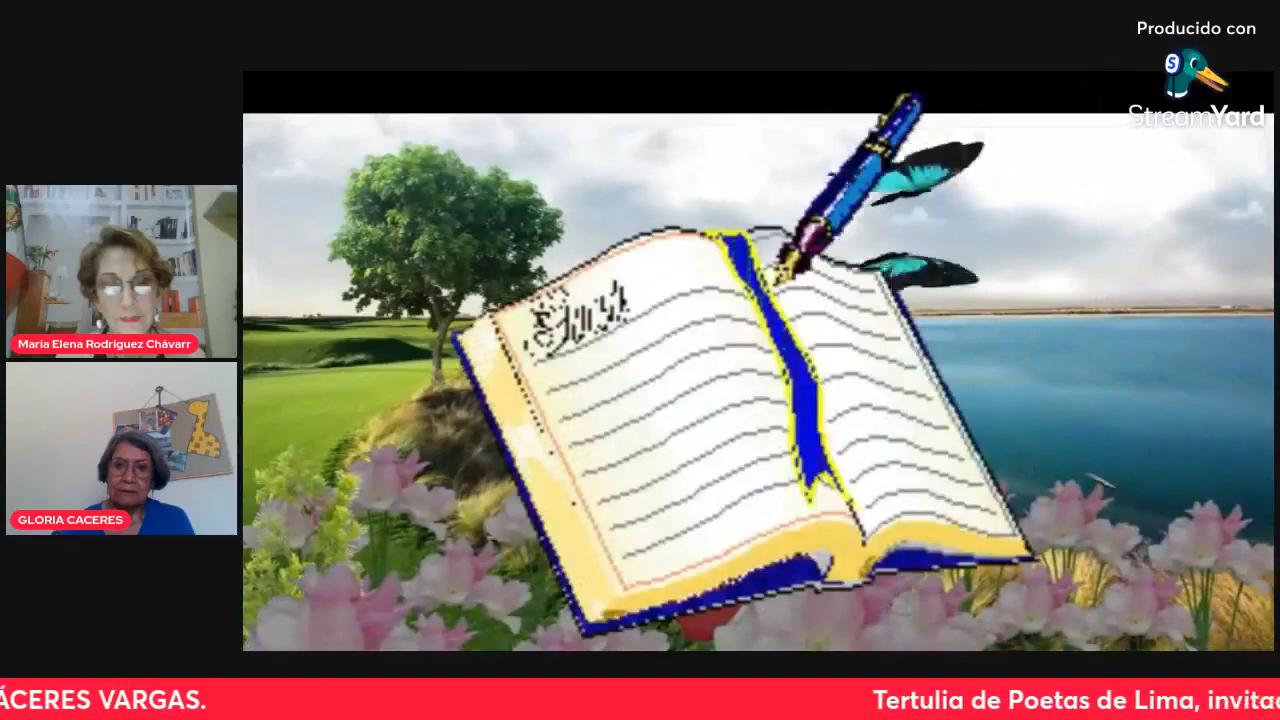 Producido con
StreamYard
María Elena Rodríguez Chávarr
GLORIA CACERES
ÁCERES VARGAS.
Tertulia de Poetas de Lima, invitad